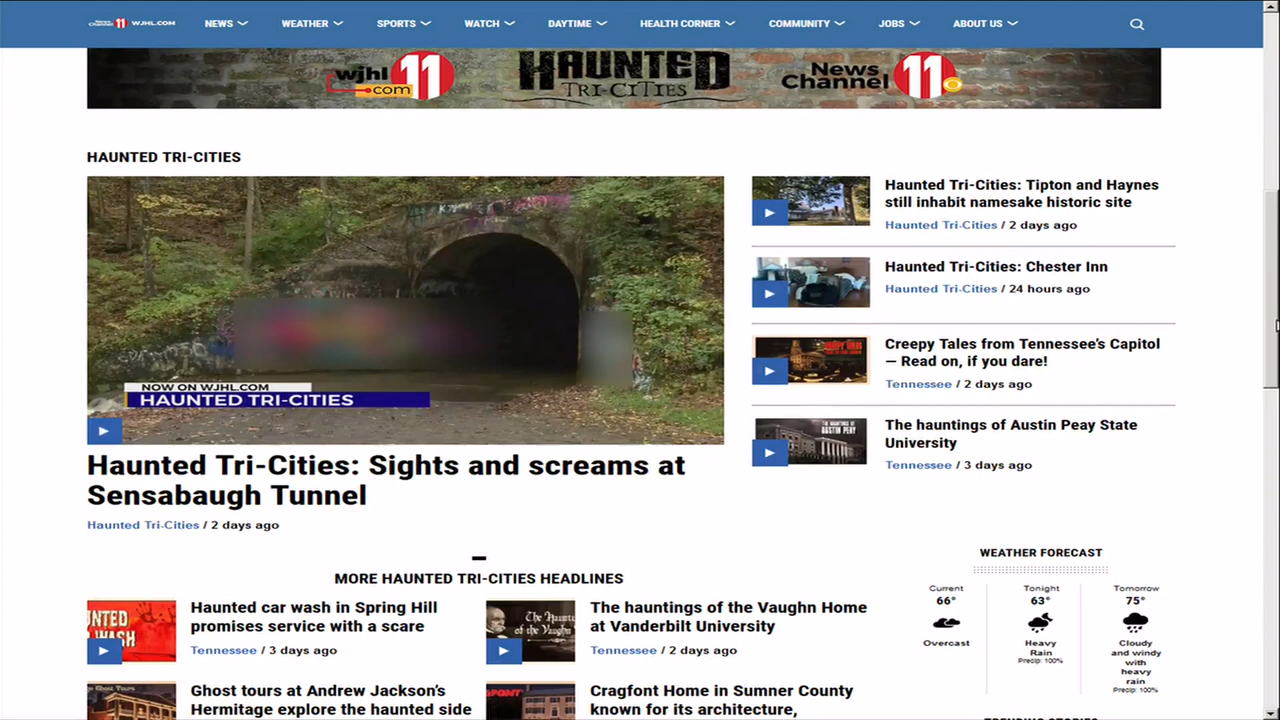 News Channel 11 WJHL.COM NEWS WEATHER SPORTS WATCH DAYTIME HEALTH CORNER COMMUNITY JOBS ABOUT US
wjhl 11 .com HAUNTED TRI-CITIES News Channel 11
HAUNTED TRI-CITIES
NOW ON WJHL.COM
HAUNTED TRI-CITIES
Haunted Tri-Cities: Sights and screams at
Sensabaugh Tunnel
Haunted Tri-Cities / 2 days ago
Haunted Tri-Cities: Tipton and Haynes
still inhabit namesake historic site
Haunted Tri-Cities / 2 days ago
Haunted Tri-Cities: Chester Inn
Haunted Tri-Cities / 24 hours ago
Creepy Tales from Tennessee's Capitol
— Read on, if you dare!
Tennessee / 2 days ago
THE HAUNTINGS OF
AUSTIN PEAY
The hauntings of Austin Peay State
University
Tennessee / 3 days ago
MORE HAUNTED TRI-CITIES HEADLINES
Haunted car wash in Spring Hill
promises service with a scare
Tennessee / 3 days ago
The hauntings of the Vaughn Home
at Vanderbilt University
Tennessee / 2 days ago
Ghost tours at Andrew Jackson's
Hermitage explore the haunted side
Cragfont Home in Sumner County
known for its architecture,
WEATHER FORECAST
Current Tonight Tomorrow
66° 63° 75°
Overcast
Heavy
Rain
Precip: 100%
Cloudy
and windy
with
heavy
rain
Precip: 100%